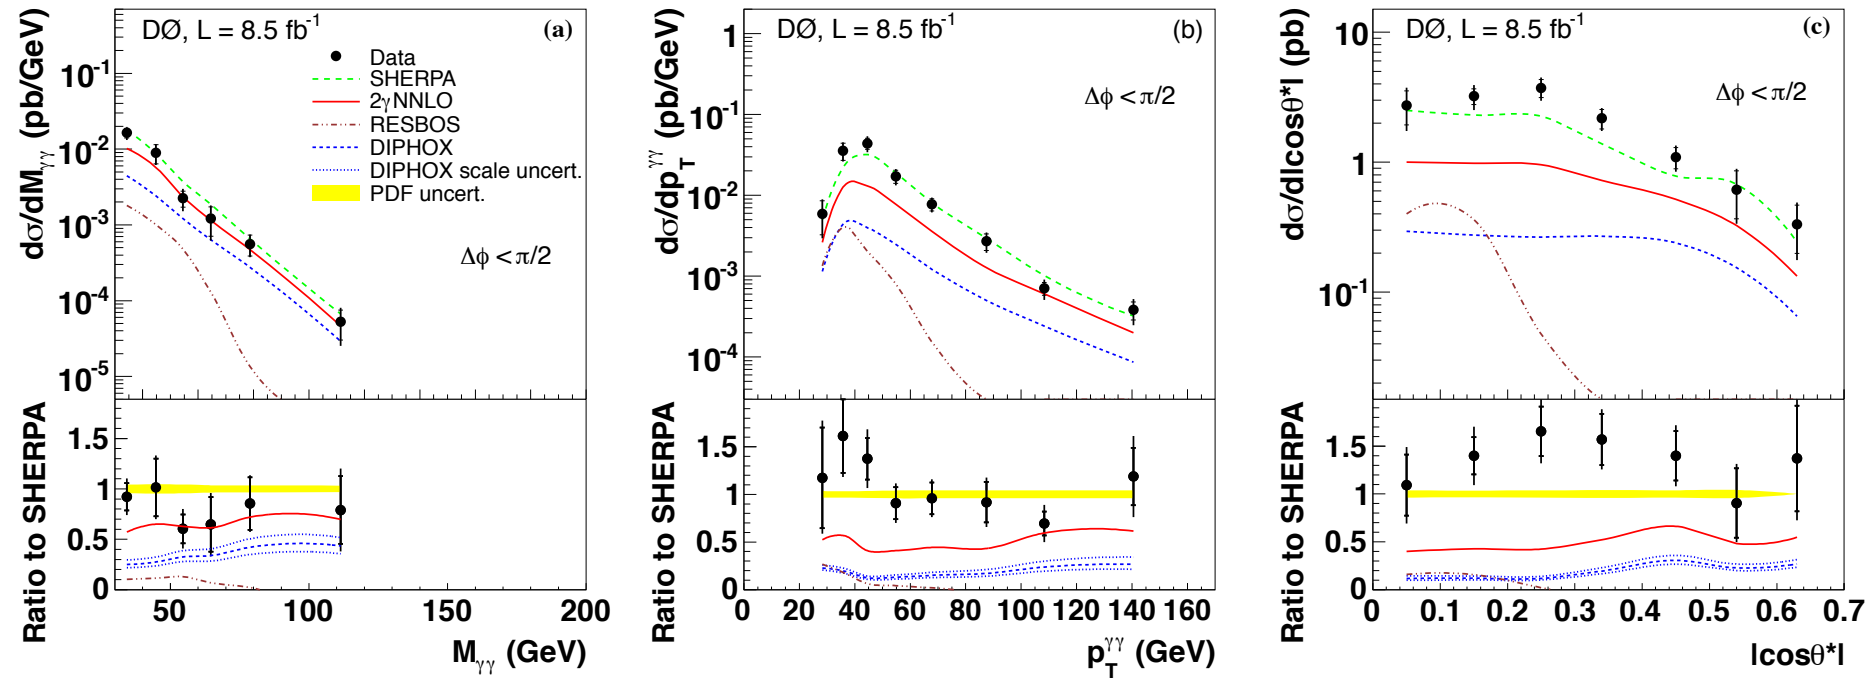 DØ, L = 8.5 fb⁻¹
(a)
Data
SHERPA
2γNNLO
RESBOS
DIPHOX
DIPHOX scale uncert.
PDF uncert.
Δϕ < π/2
dσ/dM_γγ (pb/GeV)
10⁻¹
10⁻²
10⁻³
10⁻⁴
10⁻⁵
Ratio to SHERPA
1.5
1
0.5
0
50
100
150
200
M_γγ (GeV)
DØ, L = 8.5 fb⁻¹
(b)
Δϕ < π/2
dσ/dp_T^γγ (pb/GeV)
1
10⁻¹
10⁻²
10⁻³
10⁻⁴
Ratio to SHERPA
1.5
1
0.5
0
0
20
40
60
80
100
120
140
160
p_T^γγ (GeV)
DØ, L = 8.5 fb⁻¹
(c)
Δϕ < π/2
dσ/d|cosθ*| (pb)
10
1
10⁻¹
Ratio to SHERPA
1.5
1
0.5
0
0
0.1
0.2
0.3
0.4
0.5
0.6
0.7
|cosθ*|